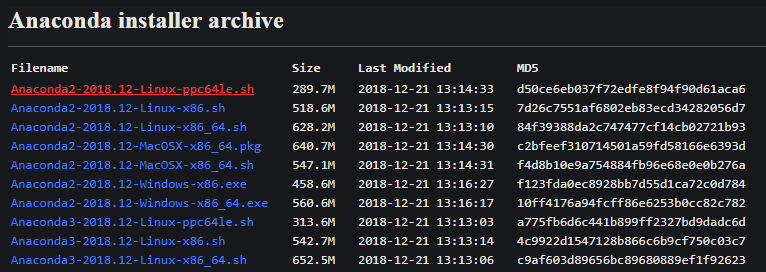 Anaconda installer archive
Filename Size Last Modified MD5
Anaconda2-2018.12-Linux-ppc64le.sh 289.7M 2018-12-21 13:14:33 d50ce6eb037f72edfe8f94f90d61aca6
Anaconda2-2018.12-Linux-x86.sh 518.6M 2018-12-21 13:13:15 7d26c7551af6802eb83ecd34282056d7
Anaconda2-2018.12-Linux-x86_64.sh 628.2M 2018-12-21 13:13:10 84f39388da2c747477cf14cb02721b93
Anaconda2-2018.12-MacOSX-x86_64.pkg 640.7M 2018-12-21 13:14:30 c2bfeef310714501a59fd58166e6393d
Anaconda2-2018.12-MacOSX-x86_64.sh 547.1M 2018-12-21 13:14:31 f4d8b10e9a754884fb96e68e0e0b276a
Anaconda2-2018.12-Windows-x86.exe 458.6M 2018-12-21 13:16:27 f123fda0ec8928bb7d55d1ca72c0d784
Anaconda2-2018.12-Windows-x86_64.exe 560.6M 2018-12-21 13:16:17 10ff4176a94fcff86e6253b0cc82c782
Anaconda3-2018.12-Linux-ppc64le.sh 313.6M 2018-12-21 13:13:03 a775fb6d6c441b899ff2327bd9dadc6d
Anaconda3-2018.12-Linux-x86.sh 542.7M 2018-12-21 13:13:14 4c9922d1547128b866c6b9cf750c03c7
Anaconda3-2018.12-Linux-x86_64.sh 652.5M 2018-12-21 13:13:06 c9af603d89656bc89680889ef1f92623